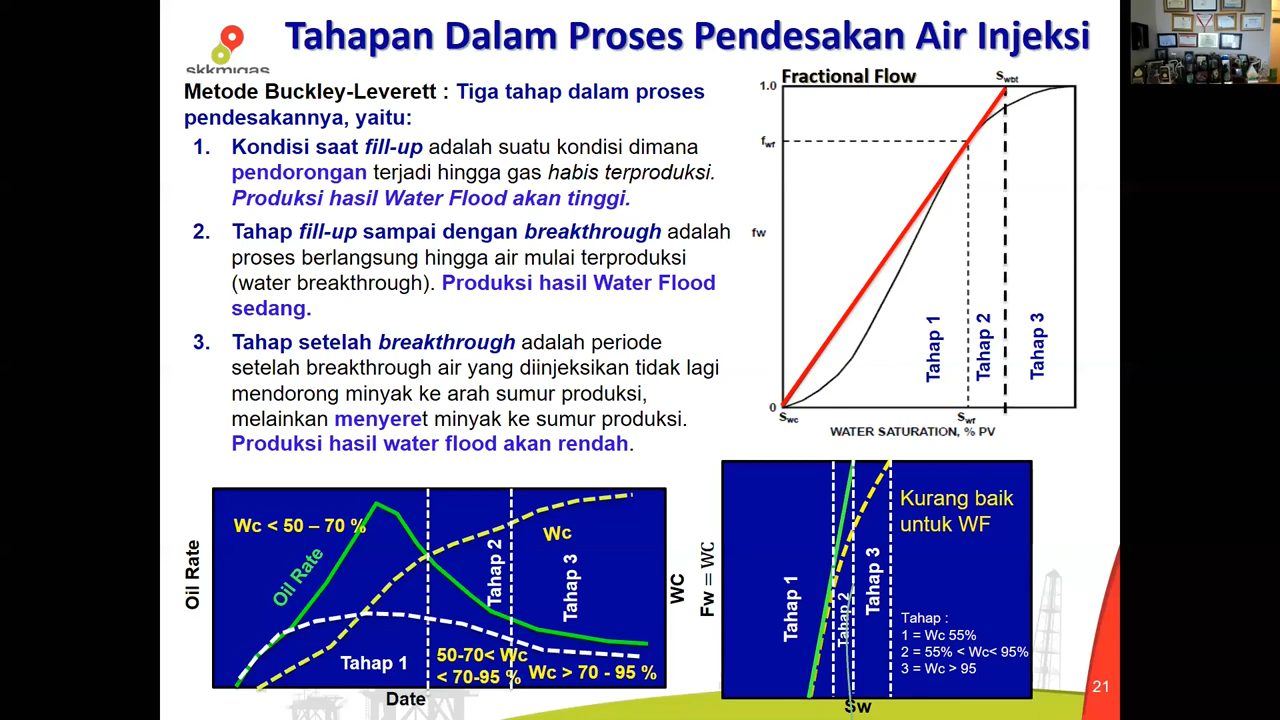 Tahapan Dalam Proses Pendesakan Air Injeksi
skkmigas
Metode Buckley-Leverett : Tiga tahap dalam proses
pendesakannya, yaitu:
1. Kondisi saat fill-up adalah suatu kondisi dimana
pendorongan terjadi hingga gas habis terproduksi.
Produksi hasil Water Flood akan tinggi.
2. Tahap fill-up sampai dengan breakthrough adalah
proses berlangsung hingga air mulai terproduksi
(water breakthrough). Produksi hasil Water Flood
sedang.
3. Tahap setelah breakthrough adalah periode
setelah breakthrough air yang diinjeksikan tidak lagi
mendorong minyak ke arah sumur produksi,
melainkan menyeret minyak ke sumur produksi.
Produksi hasil water flood akan rendah.
Fractional Flow
Swbt
1.0
fwf
fw
Tahap 1
Tahap 2
Tahap 3
0
Swc
Swf
WATER SATURATION, % PV
Wc < 50 – 70 %
Oil Rate
Oil Rate
Wc
Tahap 2
Tahap 3
WC
Tahap 1
50-70< Wc
< 70-95 %
Wc > 70 - 95 %
Date
Kurang baik
untuk WF
Fw = WC
Tahap 1
Tahap 2
Tahap 3
Tahap :
1 = Wc 55%
2 = 55% < Wc< 95%
3 = Wc > 95
Sw
21